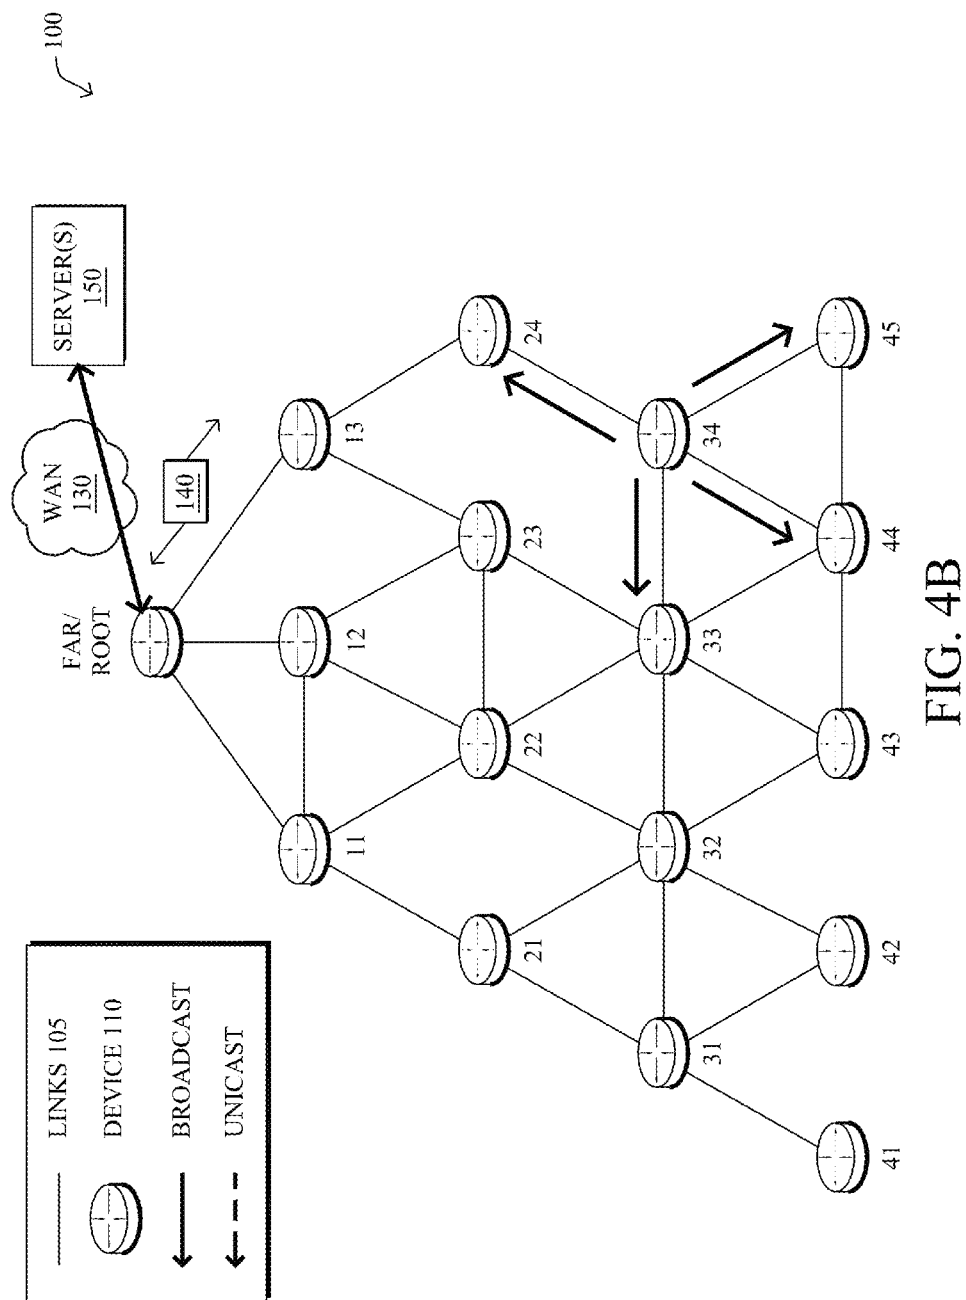 100
SERVER(S)
150
WAN
130
140
FAR/
ROOT
11
12
13
21
22
23
24
31
32
33
34
41
42
43
44
45
LINKS 105
DEVICE 110
BROADCAST
UNICAST
FIG. 4B